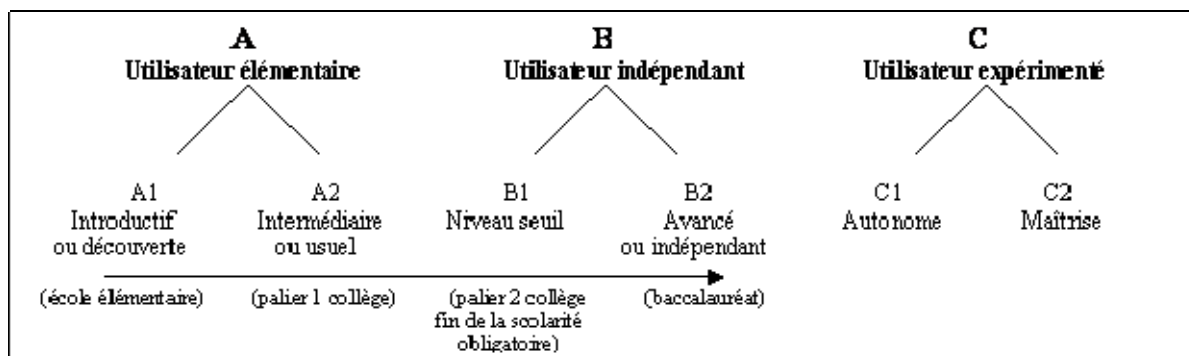 A
Utilisateur élémentaire
B
Utilisateur indépendant
C
Utilisateur expérimenté
A1
Introductif
ou découverte
A2
Intermédiaire
ou usuel
B1
Niveau seuil
B2
Avancé
ou indépendant
C1
Autonome
C2
Maîtrise
(école élémentaire)
(palier 1 collège)
(palier 2 collège
fin de la scolarité
obligatoire)
(baccalauréat)